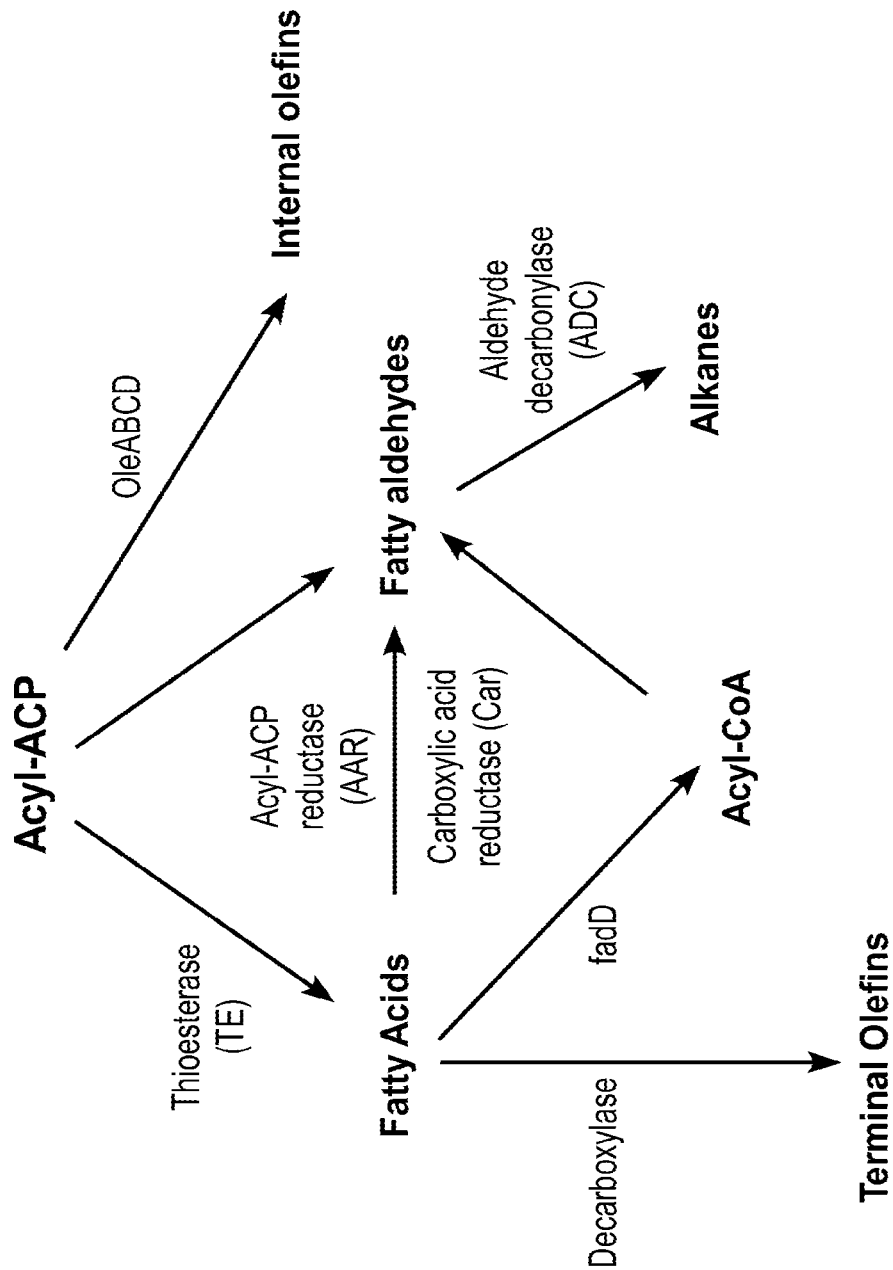 Acyl-ACP
Thioesterase
(TE)
OleABCD
Acyl-ACP
reductase
(AAR)
Fatty Acids
Fatty aldehydes
Internal olefins
Carboxylic acid
reductase (Car)
Decarboxylase
fadD
Aldehyde
decarbonylase
(ADC)
Acyl-CoA
Alkanes
Terminal Olefins